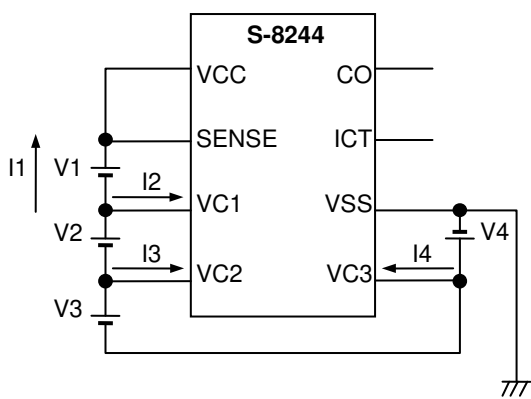 S-8244
VCC
CO
SENSE
ICT
I1
V1
I2
VC1
VSS
V2
V4
I3
I4
VC2
VC3
V3